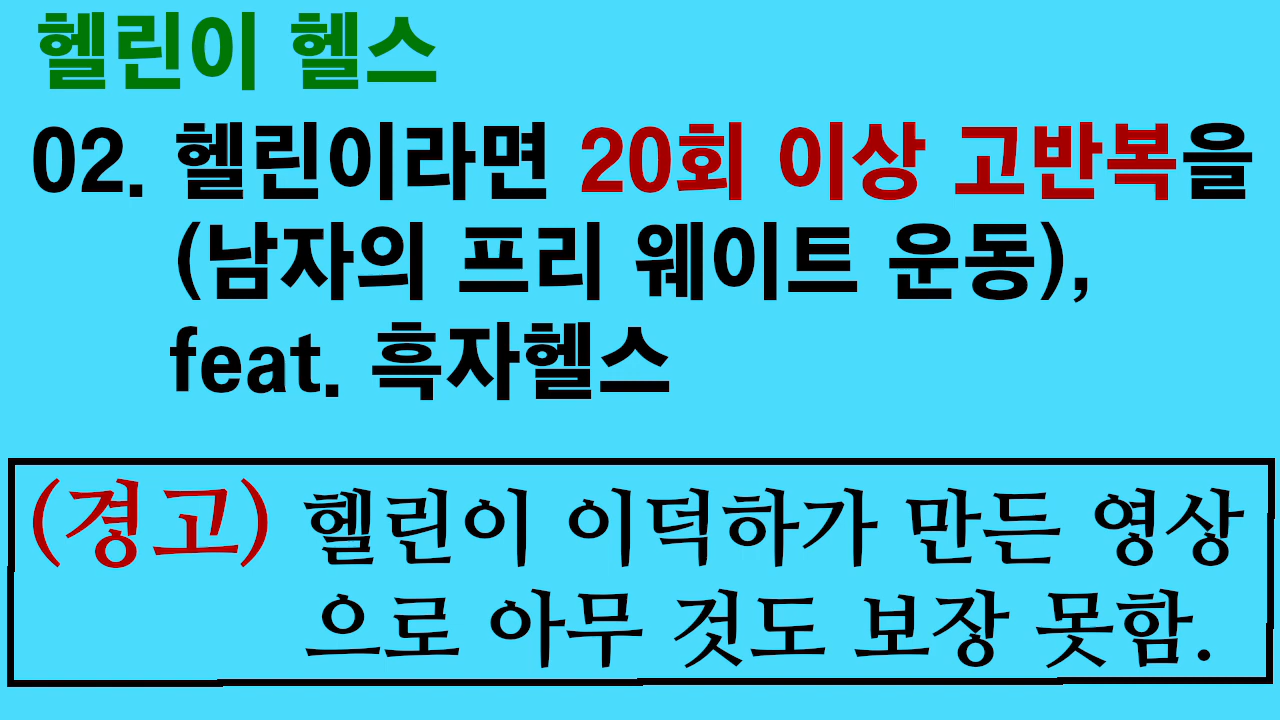 헬린이 헬스
02. 헬린이라면 20회 이상 고반복을
(남자의 프리 웨이트 운동),
feat. 흑자헬스
(경고) 헬린이 이덕하가 만든 영상
으로 아무 것도 보장 못함.